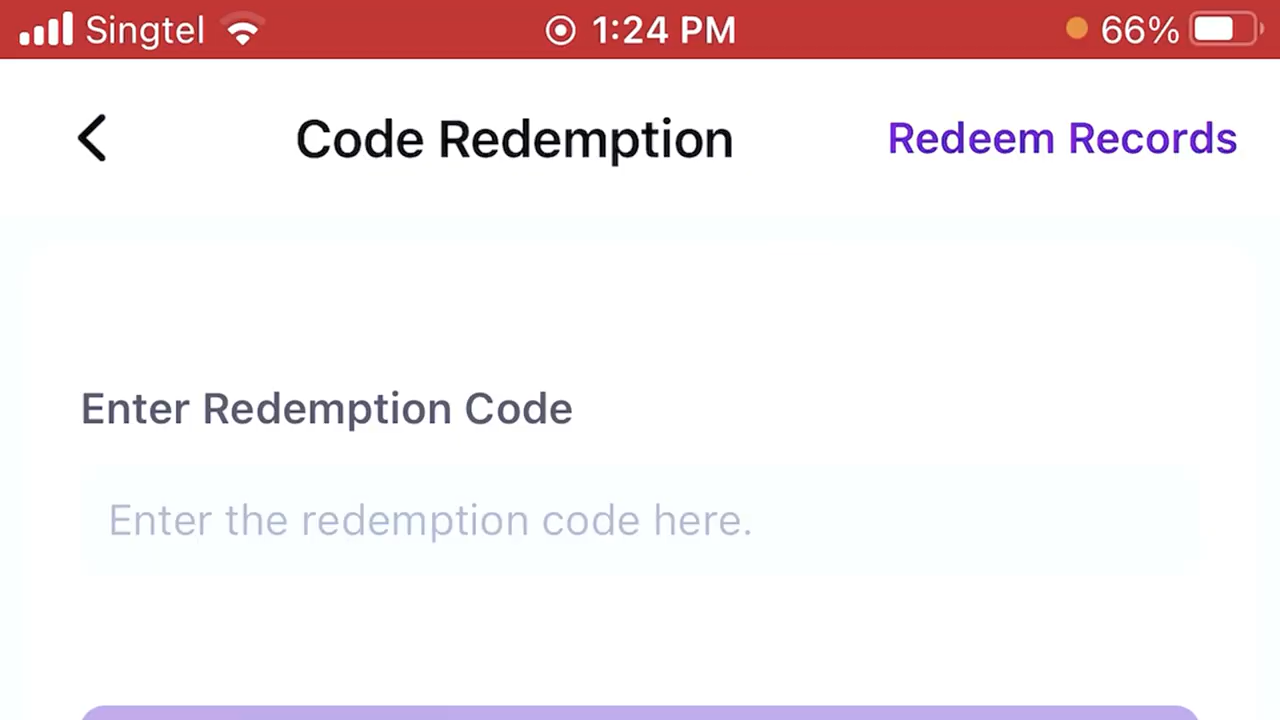 Singtel 1:24 PM 66%
Code Redemption Redeem Records
Enter Redemption Code
Enter the redemption code here.